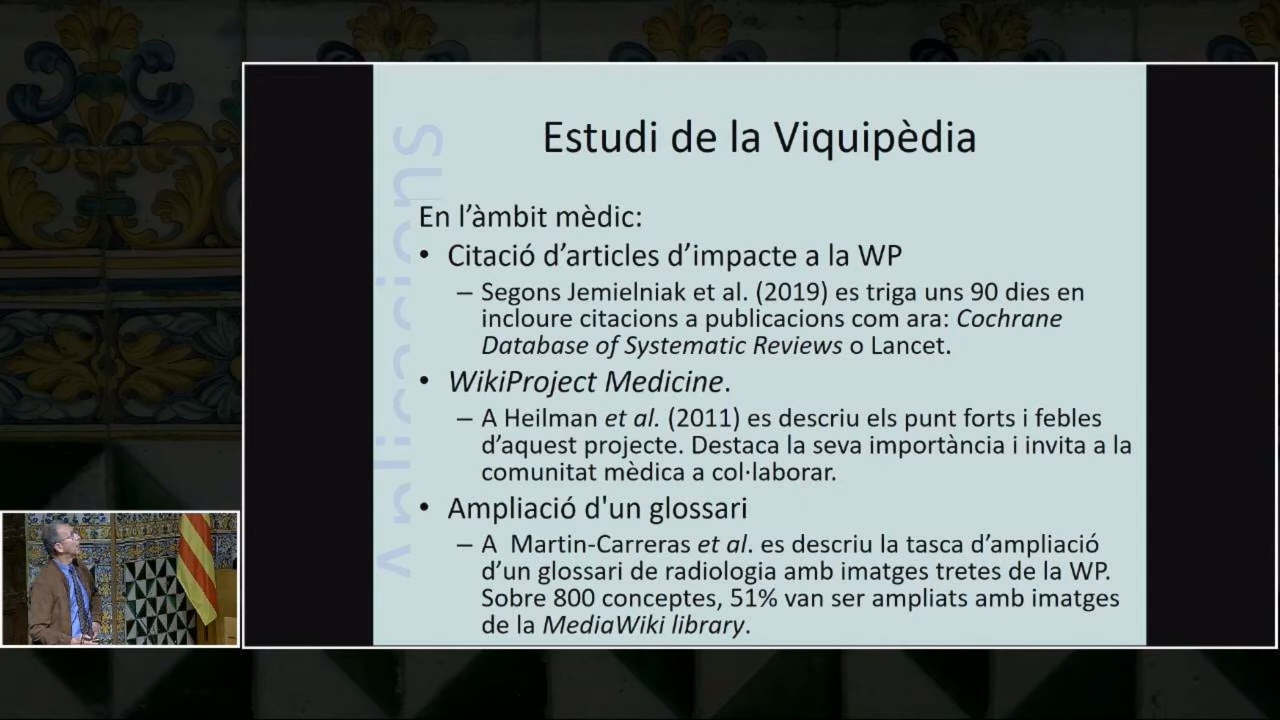 Estudi de la Viquipèdia
En l’àmbit mèdic:
• Citació d’articles d’impacte a la WP
– Segons Jemielniak et al. (2019) es triga uns 90 dies en
incloure citacions a publicacions com ara: Cochrane
Database of Systematic Reviews o Lancet.
• WikiProject Medicine.
– A Heilman et al. (2011) es descriu els punt forts i febles
d’aquest projecte. Destaca la seva importància i invita a la
comunitat mèdica a col·laborar.
• Ampliació d'un glossari
– A Martin-Carreras et al. es descriu la tasca d’ampliació
d’un glossari de radiologia amb imatges tretes de la WP.
Sobre 800 conceptes, 51% van ser ampliats amb imatges
de la MediaWiki library.
Aplicacions